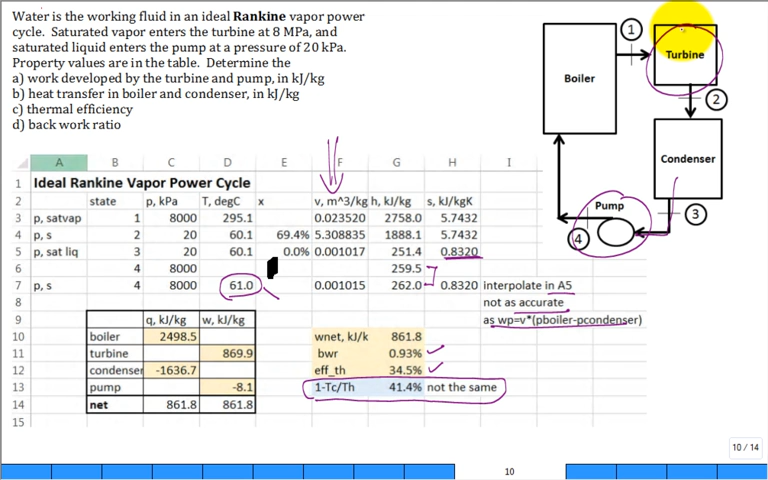 Water is the working fluid in an ideal Rankine vapor power
cycle. Saturated vapor enters the turbine at 8 MPa, and
saturated liquid enters the pump at a pressure of 20 kPa.
Property values are in the table. Determine the
a) work developed by the turbine and pump, in kJ/kg
b) heat transfer in boiler and condenser, in kJ/kg
c) thermal efficiency
d) back work ratio
1
Boiler
Turbine
2
Condenser
Pump
3
4
A B C D E F G H I
1 Ideal Rankine Vapor Power Cycle
2 state p, kPa T, degC x v, m^3/kg h, kJ/kg s, kJ/kgK
3 p, satvap 1 8000 295.1 0.023520 2758.0 5.7432
4 p, s 2 20 60.1 69.4% 5.308835 1888.1 5.7432
5 p, sat liq 3 20 60.1 0.0% 0.001017 251.4 0.8320
6 4 8000 259.5
7 p, s 4 8000 61.0 0.001015 262.0 0.8320 interpolate in A5
8 not as accurate
9 q, kJ/kg w, kJ/kg as wp=v*(pboiler-pcondenser)
10 boiler 2498.5 wnet, kJ/k 861.8
11 turbine 869.9 bwr 0.93%
12 condenser -1636.7 eff_th 34.5%
13 pump -8.1 1-Tc/Th 41.4% not the same
14 net 861.8 861.8
15
10 / 14
10